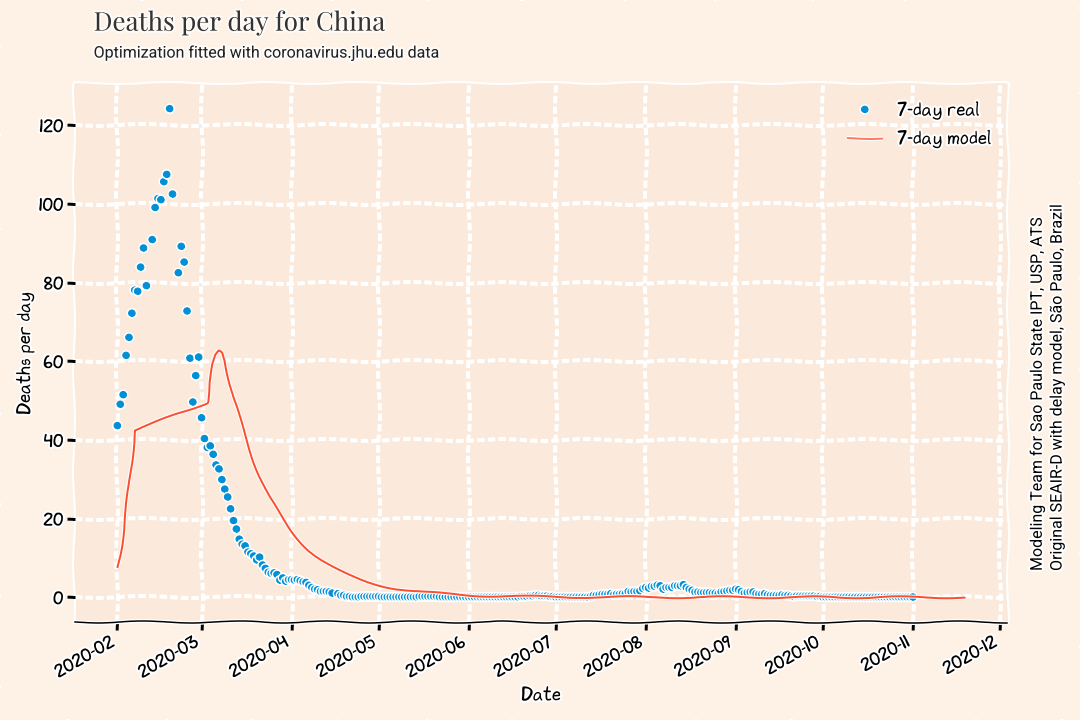 Deaths per day for China
Optimization fitted with coronavirus.jhu.edu data
7-day real
7-day model
120
100
80
60
40
20
0
Deaths per day
2020-02
2020-03
2020-04
2020-05
2020-06
2020-07
2020-08
2020-09
2020-10
2020-11
2020-12
Date
Modeling Team for Sao Paulo State IPT, USP, ATS
Original SEAIR-D with delay model, São Paulo, Brazil